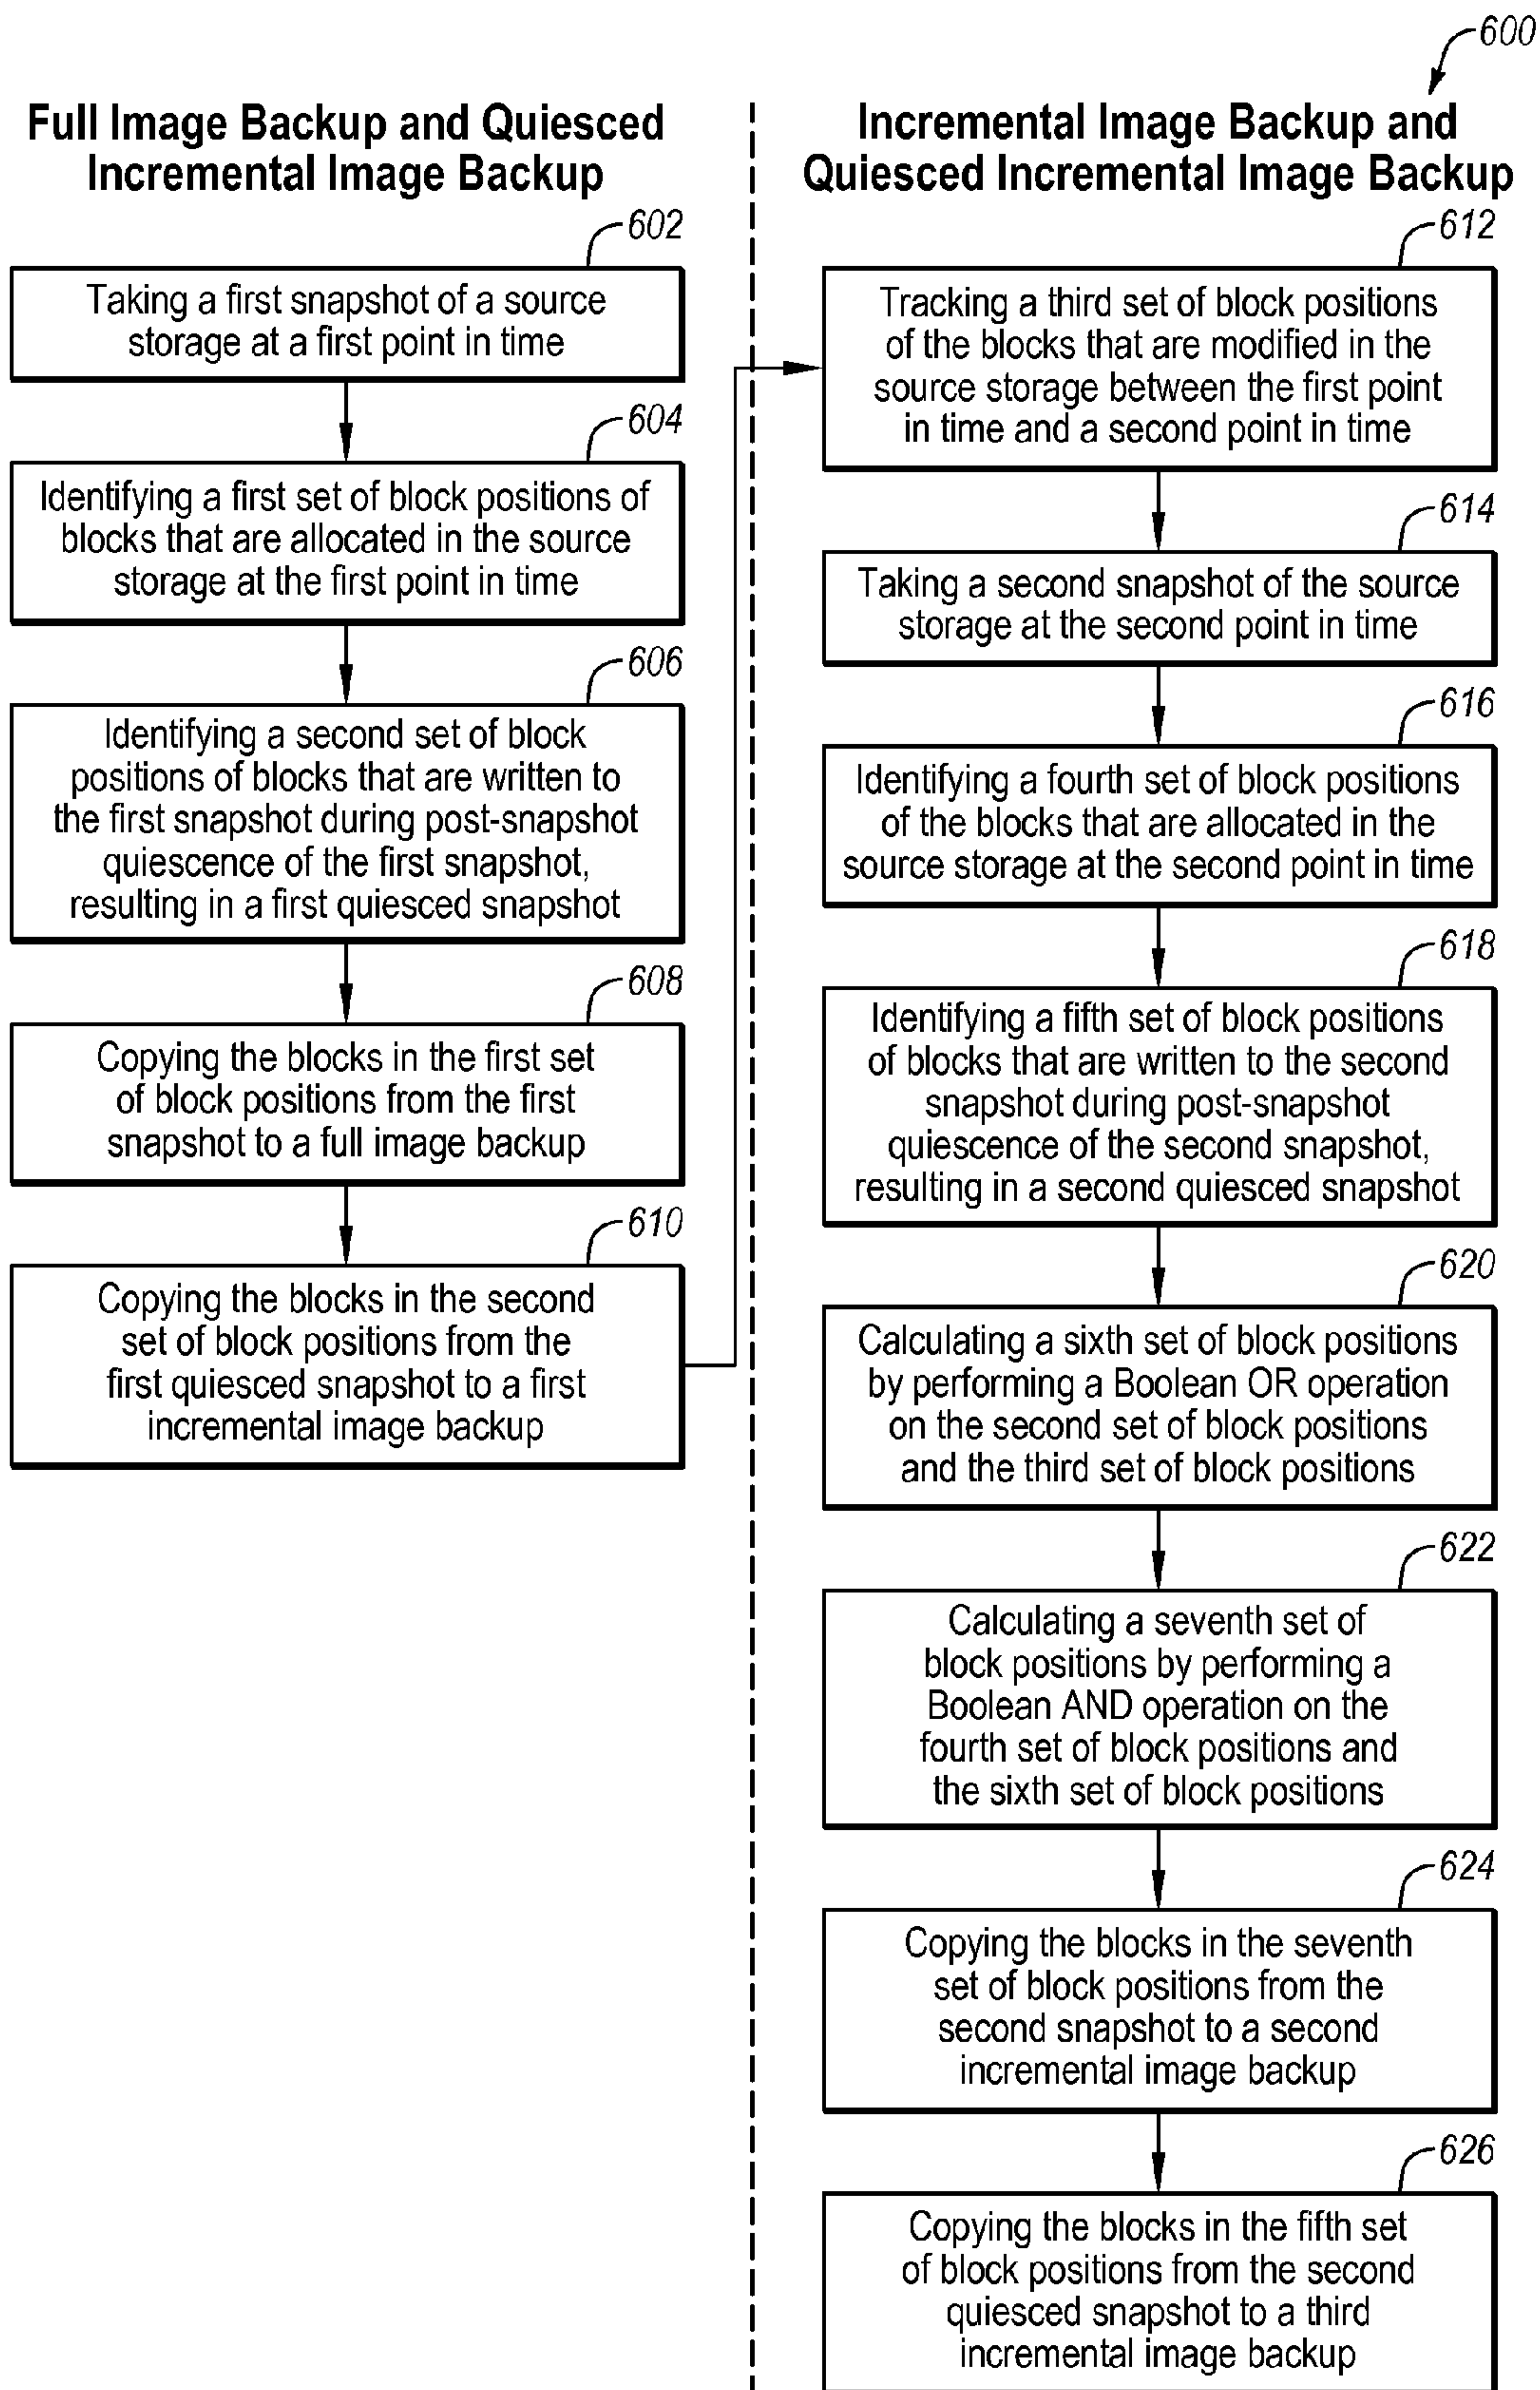 600
Full Image Backup and Quiesced
Incremental Image Backup
602
Taking a first snapshot of a source
storage at a first point in time
604
Identifying a first set of block positions of
blocks that are allocated in the source
storage at the first point in time
606
Identifying a second set of block
positions of blocks that are written to
the first snapshot during post-snapshot
quiescence of the first snapshot,
resulting in a first quiesced snapshot
608
Copying the blocks in the first set
of block positions from the first
snapshot to a full image backup
610
Copying the blocks in the second
set of block positions from the
first quiesced snapshot to a first
incremental image backup
Incremental Image Backup and
Quiesced Incremental Image Backup
612
Tracking a third set of block positions
of the blocks that are modified in the
source storage between the first point
in time and a second point in time
614
Taking a second snapshot of the source
storage at the second point in time
616
Identifying a fourth set of block positions
of the blocks that are allocated in the
source storage at the second point in time
618
Identifying a fifth set of block positions
of blocks that are written to the second
snapshot during post-snapshot
quiescence of the second snapshot,
resulting in a second quiesced snapshot
620
Calculating a sixth set of block positions
by performing a Boolean OR operation
on the second set of block positions
and the third set of block positions
622
Calculating a seventh set of
block positions by performing a
Boolean AND operation on the
fourth set of block positions and
the sixth set of block positions
624
Copying the blocks in the seventh
set of block positions from the
second snapshot to a second
incremental image backup
626
Copying the blocks in the fifth set
of block positions from the second
quiesced snapshot to a third
incremental image backup